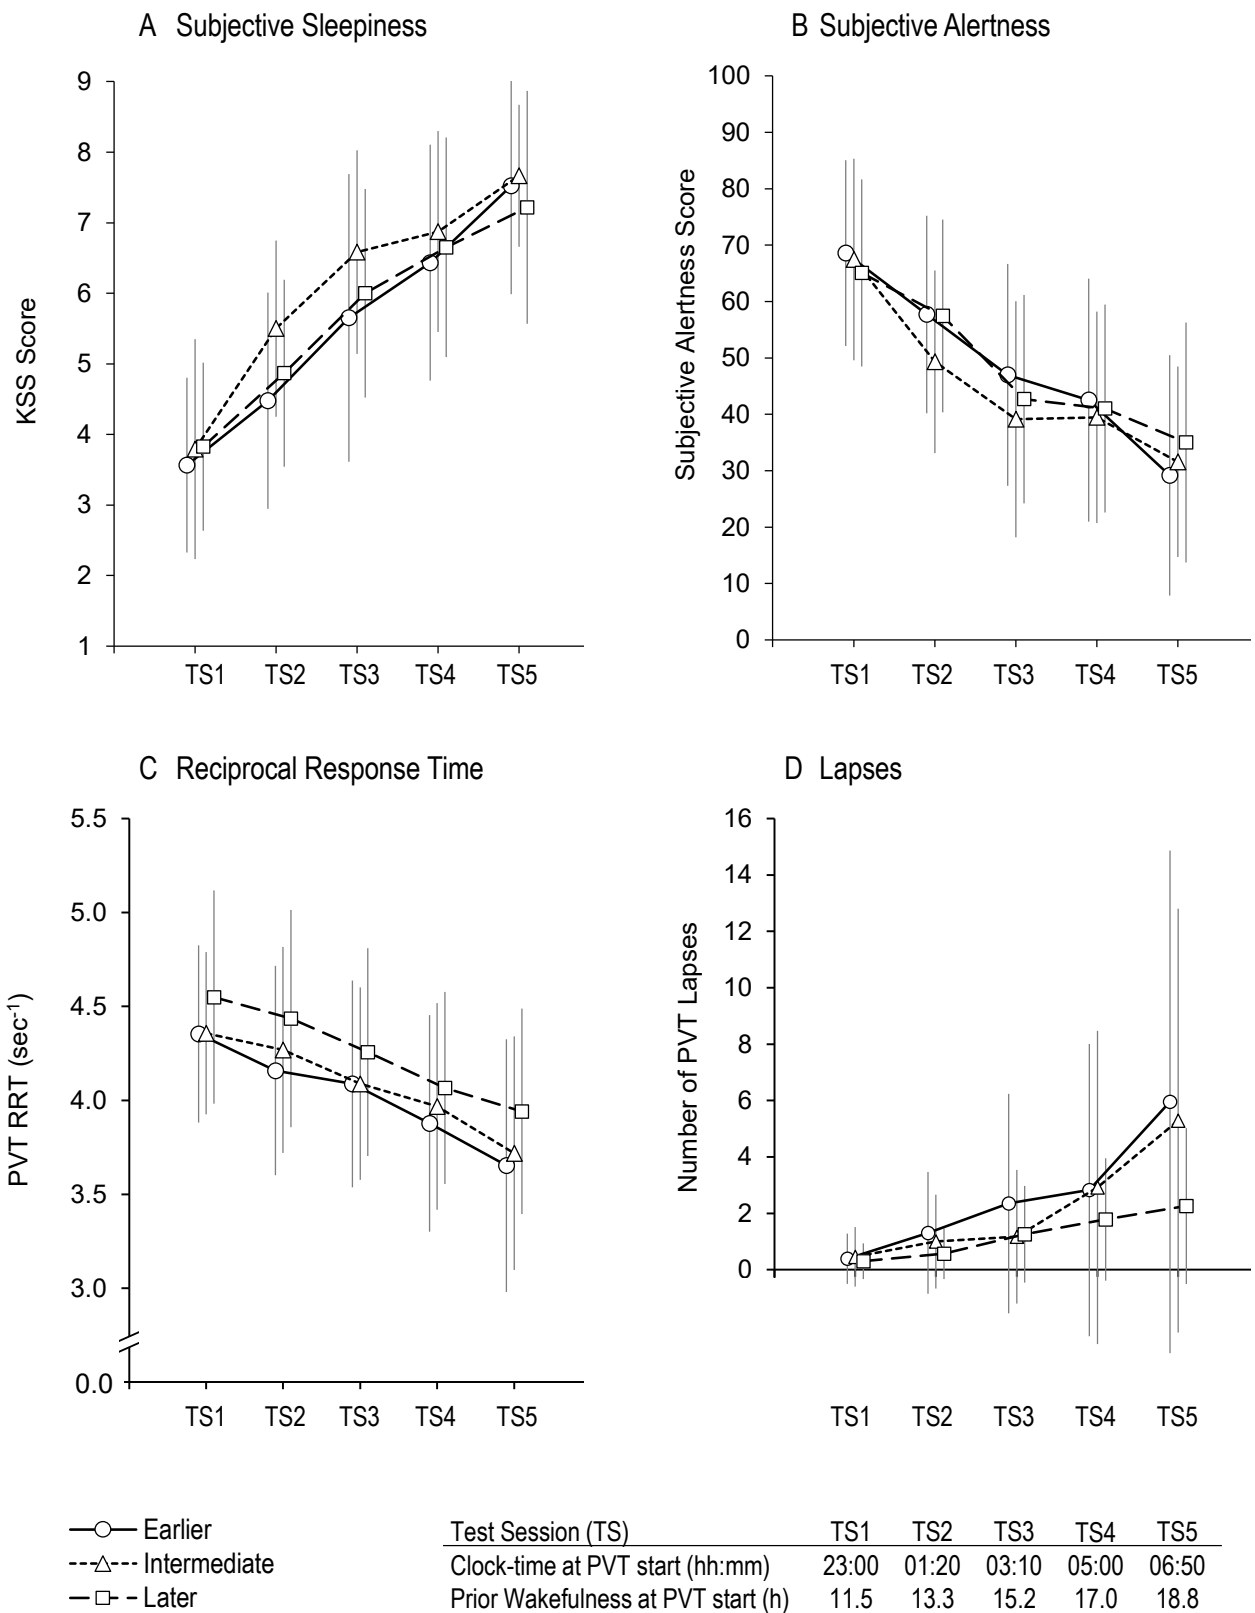 A Subjective Sleepiness
KSS Score
9
8
7
6
5
4
3
2
1
TS1 TS2 TS3 TS4 TS5
B Subjective Alertness
Subjective Alertness Score
100
90
80
70
60
50
40
30
20
10
0
TS1 TS2 TS3 TS4 TS5
C Reciprocal Response Time
PVT RRT (sec⁻¹)
5.5
5.0
4.5
4.0
3.5
3.0
0.0
TS1 TS2 TS3 TS4 TS5
D Lapses
Number of PVT Lapses
16
14
12
10
8
6
4
2
0
TS1 TS2 TS3 TS4 TS5
Earlier
Intermediate
Later
Test Session (TS) TS1 TS2 TS3 TS4 TS5
Clock-time at PVT start (hh:mm) 23:00 01:20 03:10 05:00 06:50
Prior Wakefulness at PVT start (h) 11.5 13.3 15.2 17.0 18.8